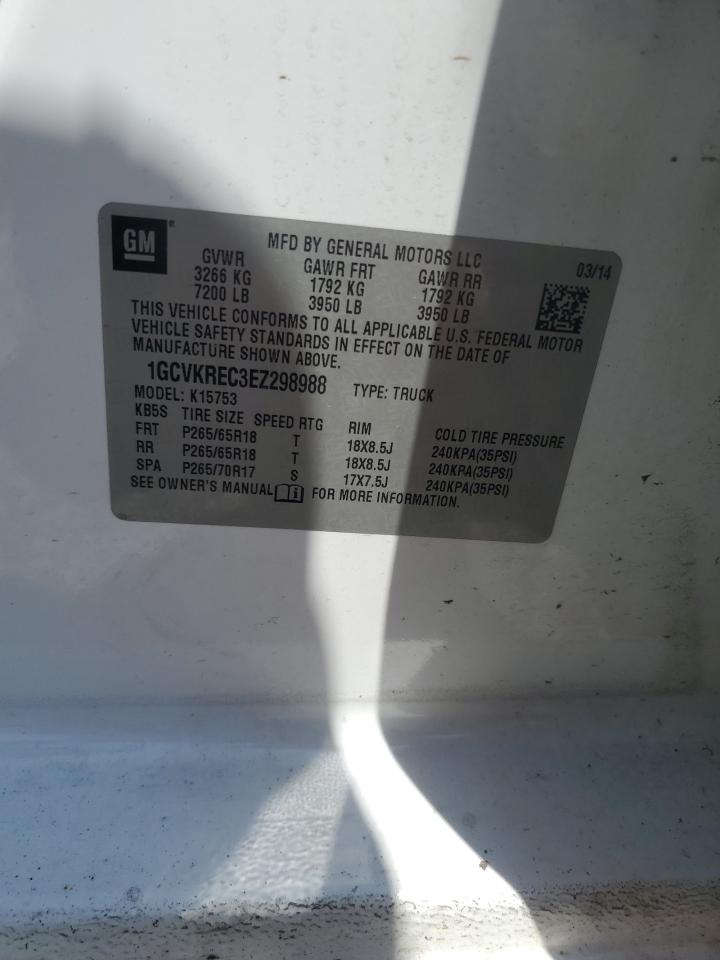 GM ®
MFD BY GENERAL MOTORS LLC
03/14
GVWR GAWR FRT GAWR RR
3266 KG 1792 KG 1792 KG
7200 LB 3950 LB 3950 LB
THIS VEHICLE CONFORMS TO ALL APPLICABLE U.S. FEDERAL MOTOR
VEHICLE SAFETY STANDARDS IN EFFECT ON THE DATE OF
MANUFACTURE SHOWN ABOVE.
1GCVKREC3EZ298988 TYPE: TRUCK
MODEL: K15753
KB5S TIRE SIZE SPEED RTG RIM COLD TIRE PRESSURE
FRT P265/65R18 T 18X8.5J 240KPA(35PSI)
RR P265/65R18 T 18X8.5J 240KPA(35PSI)
SPA P265/70R17 S 17X7.5J 240KPA(35PSI)
SEE OWNER'S MANUAL FOR MORE INFORMATION.